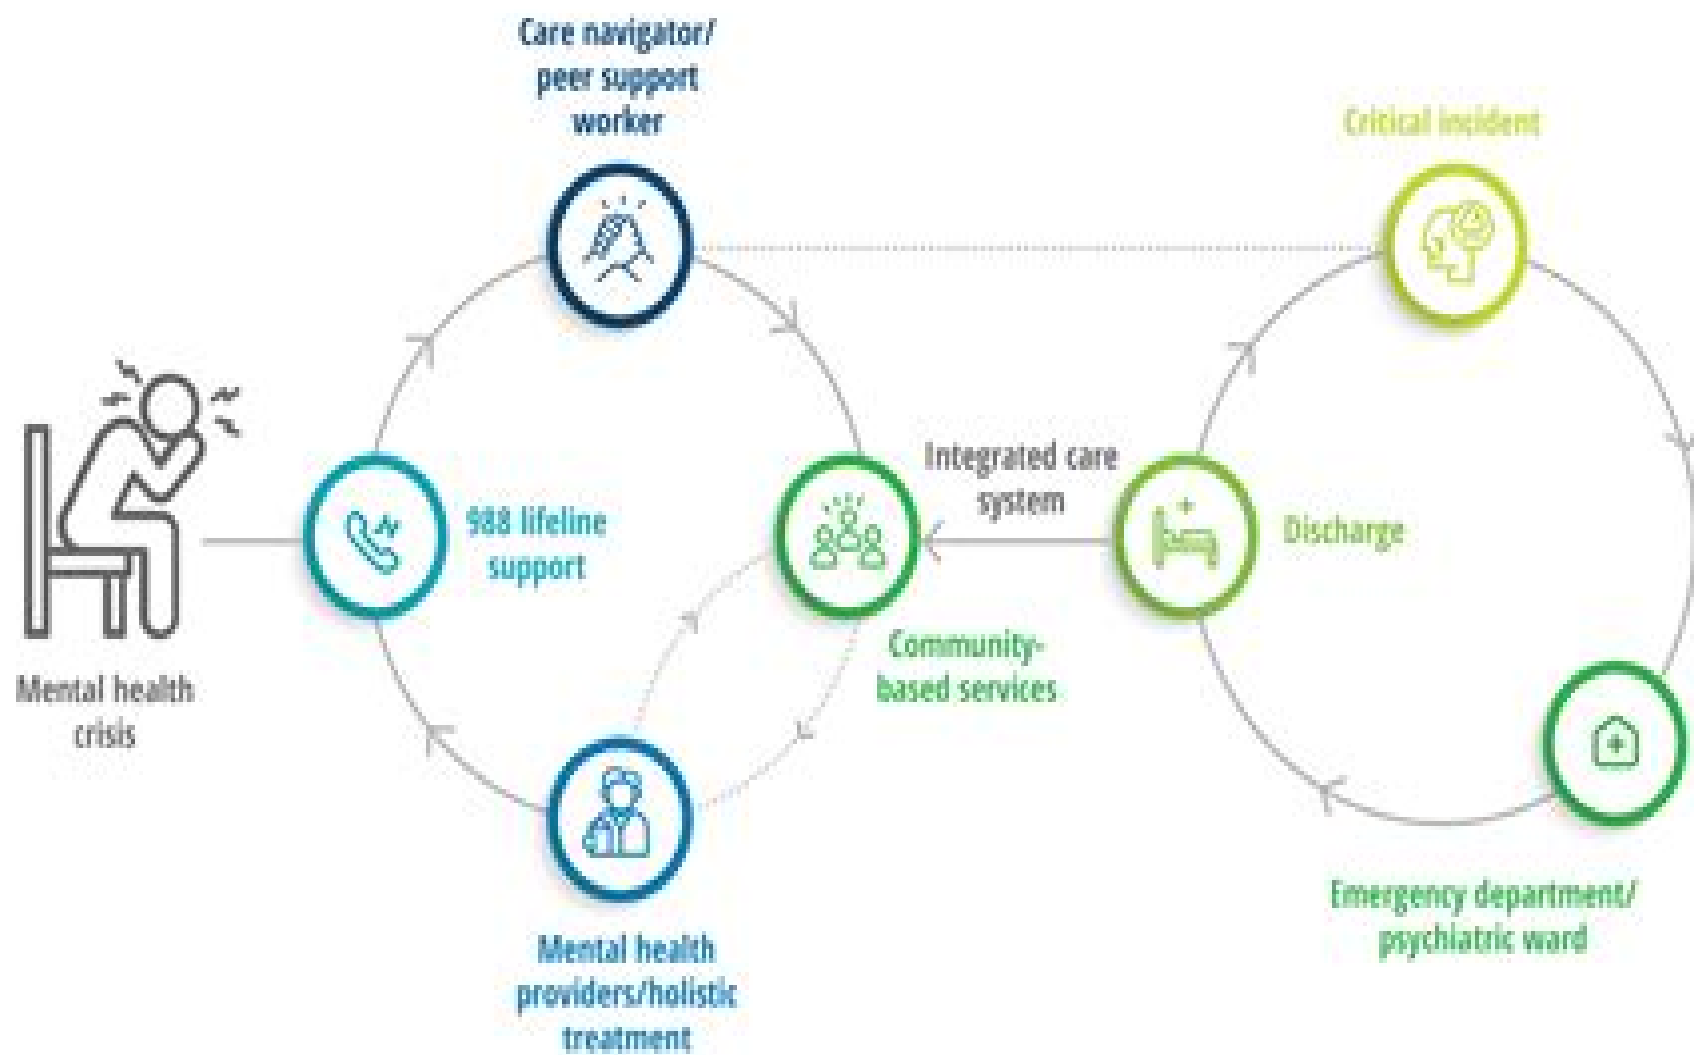 Care navigator/
peer support
worker
Critical incident
Integrated care
system
988 lifeline
support
Discharge
Community-
based services
Mental health
crisis
Emergency department/
psychiatric ward
Mental health
providers/holistic
treatment